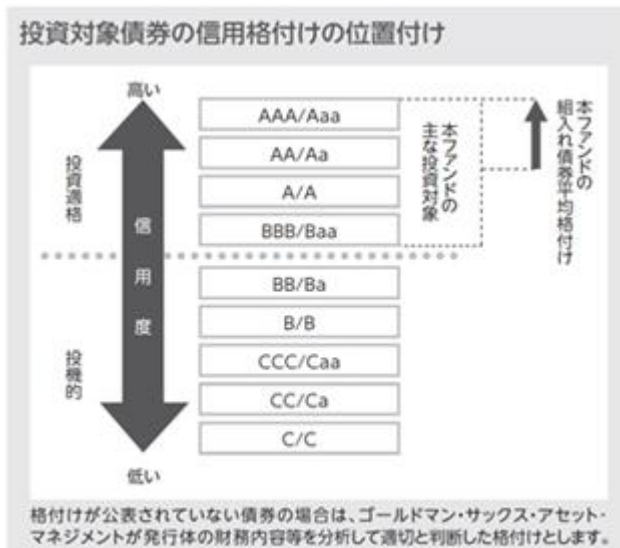 投資対象債券の信用格付けの位置付け
高い
投資適格
信用度
投機的
低い
AAA/Aaa
AA/Aa
A/A
BBB/Baa
BB/Ba
B/B
CCC/Caa
CC/Ca
C/C
本ファンドの
主な投資対象
本ファンドの
組入れ債券平均格付け
格付けが公表されていない債券の場合は、ゴールドマン・サックス・アセット・
マネジメントが発行体の財務内容等を分析して適切と判断した格付けとします。